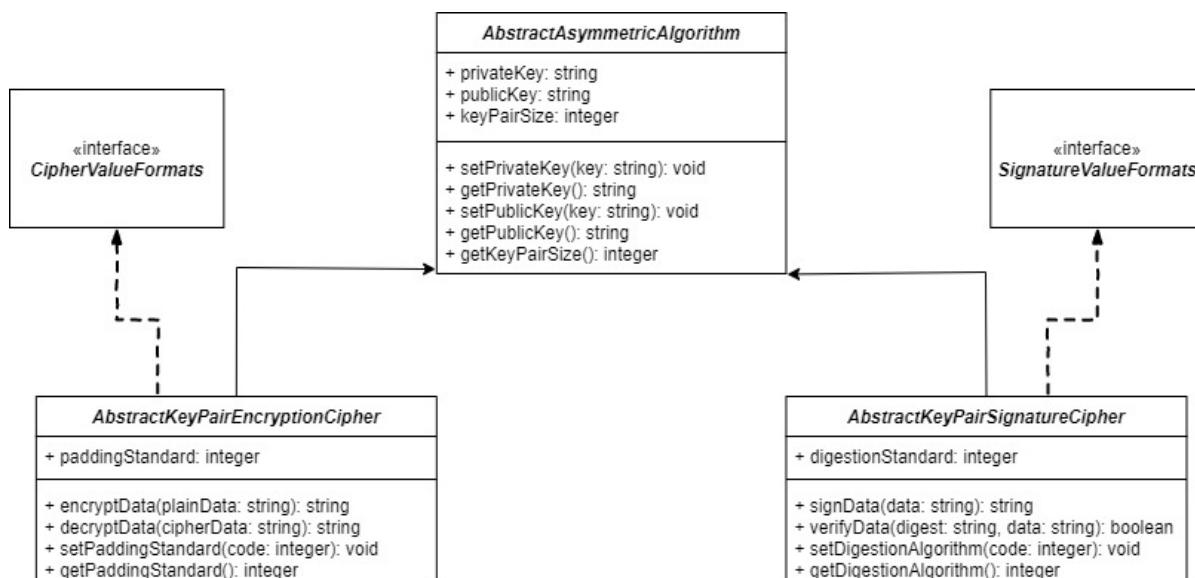 AbstractAsymmetricAlgorithm
+ privateKey: string
+ publicKey: string
+ keyPairSize: integer
+ setPrivateKey(key: string): void
+ getPrivateKey(): string
+ setPublicKey(key: string): void
+ getPublicKey(): string
+ getKeyPairSize(): integer
«interface»
CipherValueFormats
«interface»
SignatureValueFormats
AbstractKeyPairEncryptionCipher
+ paddingStandard: integer
+ encryptData(plainData: string): string
+ decryptData(cipherData: string): string
+ setPaddingStandard(code: integer): void
+ getPaddingStandard(): integer
AbstractKeyPairSignatureCipher
+ digestionStandard: integer
+ signData(data: string): string
+ verifyData(digest: string, data: string): boolean
+ setDigestionAlgorithm(code: integer): void
+ getDigestionAlgorithm(): integer